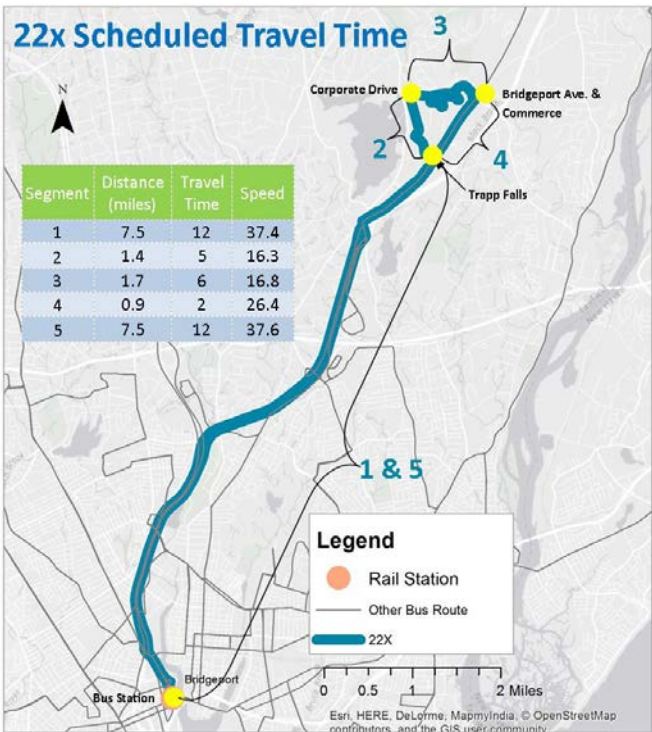 22x Scheduled Travel Time
3
N
Corporate Drive
Bridgeport Ave. &
Commerce
2
4
Trapp Falls
Segment Distance (miles) Travel Time Speed
1 7.5 12 37.4
2 1.4 5 16.3
3 1.7 6 16.8
4 0.9 2 26.4
5 7.5 12 37.6
1 & 5
Legend
Rail Station
Other Bus Route
22X
Bridgeport
Bus Station
0 0.5 1 2 Miles
Esri, HERE, DeLorme, MapmyIndia, © OpenStreetMap
contributors, and the GIS user community